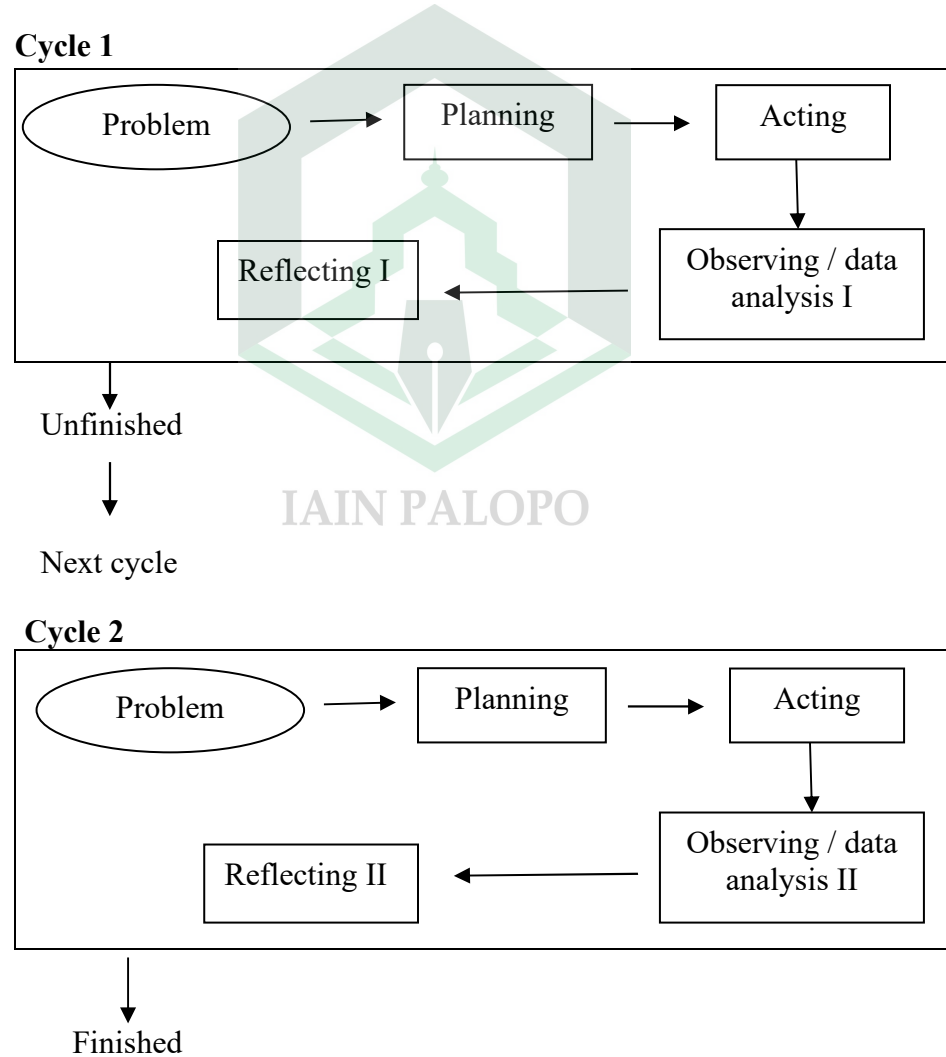 Cycle 1
Problem
Planning
Acting
Observing / data
analysis I
Reflecting I
Unfinished
Next cycle
IAIN PALOPO
Cycle 2
Problem
Planning
Acting
Observing / data
analysis II
Reflecting II
Finished